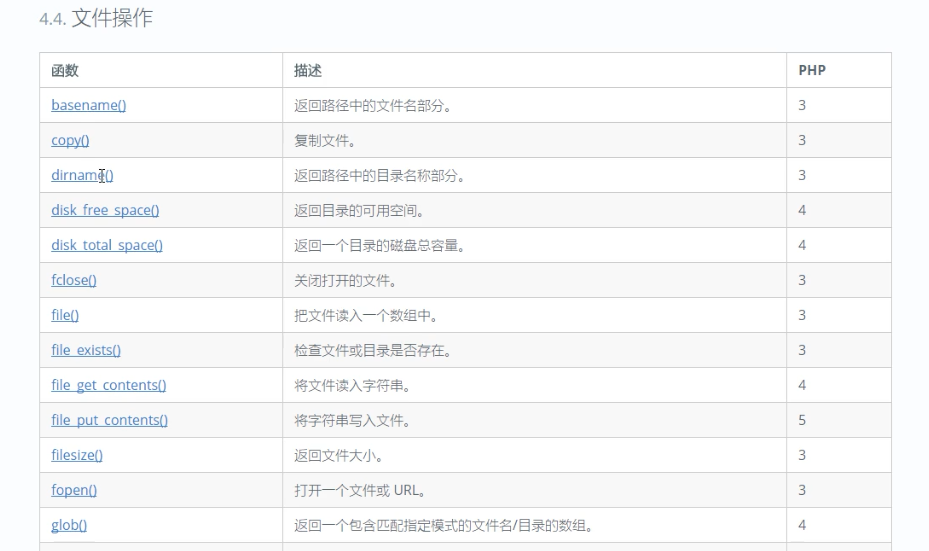 4.4. 文件操作
函数 描述 PHP
basename() 返回路径中的文件名部分。 3
copy() 复制文件。 3
dirname() 返回路径中的目录名称部分。 3
disk_free_space() 返回目录的可用空间。 4
disk_total_space() 返回一个目录的磁盘总容量。 4
fclose() 关闭打开的文件。 3
file() 把文件读入一个数组中。 3
file_exists() 检查文件或目录是否存在。 3
file_get_contents() 将文件读入字符串。 4
file_put_contents() 将字符串写入文件。 5
filesize() 返回文件大小。 3
fopen() 打开一个文件或 URL。 3
glob() 返回一个包含匹配指定模式的文件名/目录的数组。 4